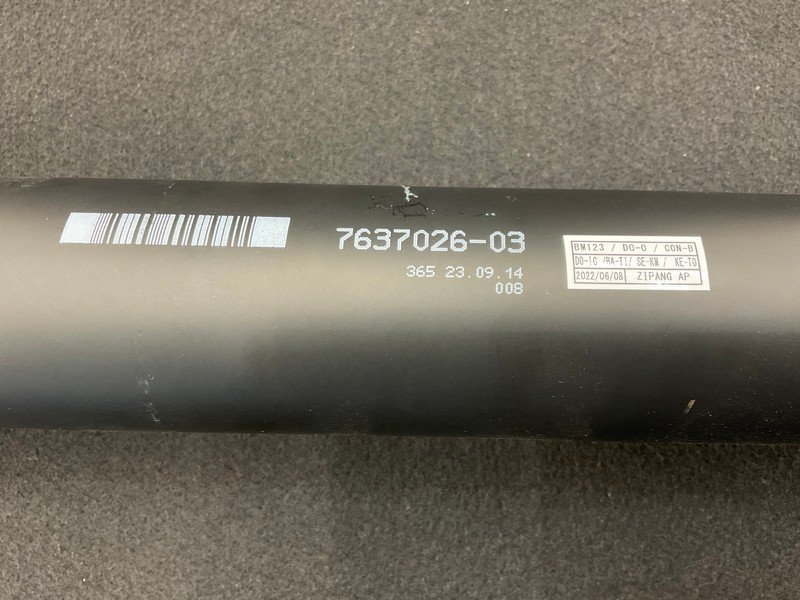 7637026-03
365 23.09.14
008
BM123 / DO-O / CON-B
DO-IC /RA-TI/ SE-KM / KE-TO
2022/06/08 ZIPANG AP